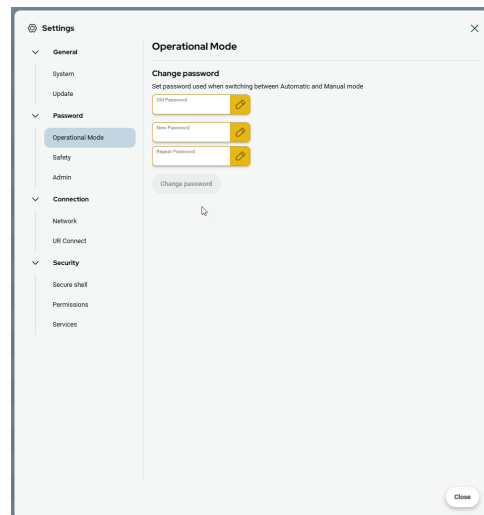 Settings
General
System
Update
Password
Operational Mode
Safety
Admin
Connection
Network
UR Connect
Security
Secure shell
Permissions
Services
Operational Mode
Change password
Set password used when switching between Automatic and Manual mode
Old Password
New Password
Repeat Password
Change password
Close